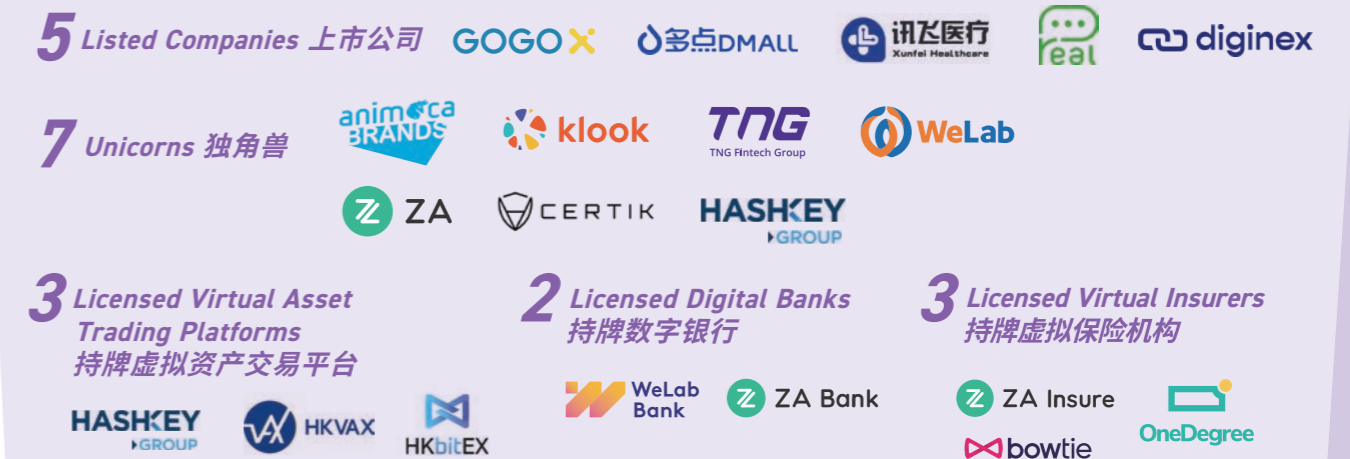 5 Listed Companies 上市公司 GOGOX 多点DMALL 讯飞医疗 Xunfei Healthcare real diginex
7 Unicorns 独角兽 animoca BRANDS klook TNG TNG Fintech Group WeLab
ZA CERTIK HASHKEY GROUP
3 Licensed Virtual Asset
Trading Platforms
持牌虚拟资产交易平台
HASHKEY GROUP VAX HKVAX HKbitEX
2 Licensed Digital Banks
持牌数字银行
WeLab Bank ZA Bank
3 Licensed Virtual Insurers
持牌虚拟保险机构
ZA Insure OneDegree
bowtie